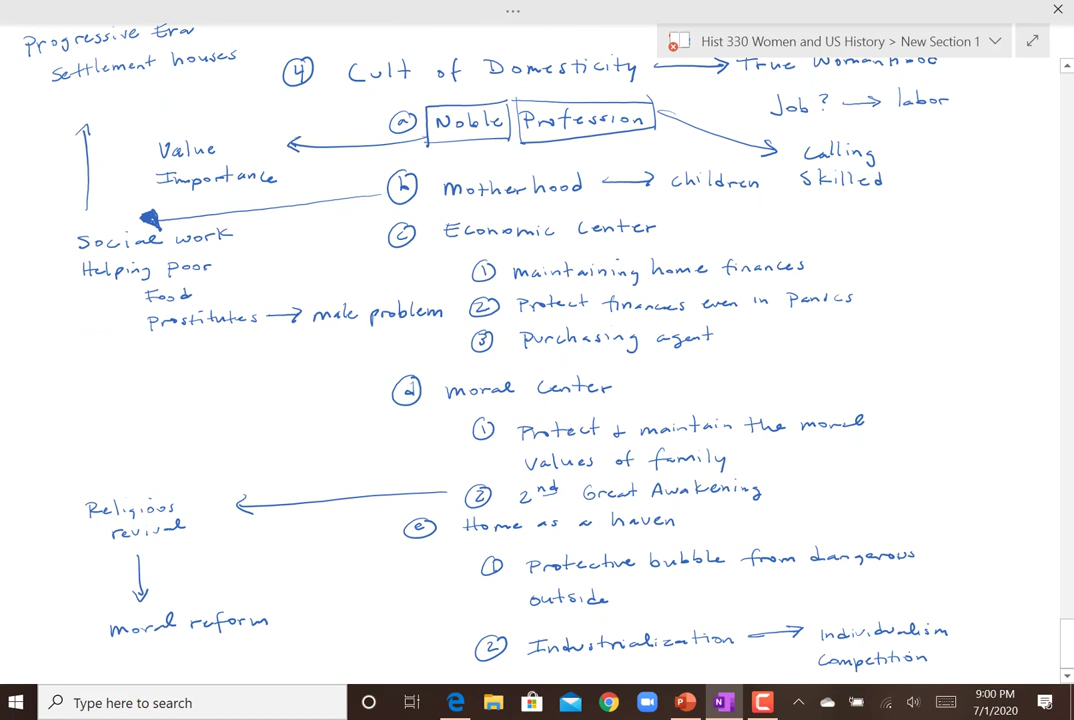 ...
Progressive Era
Settlement houses
Hist 330 Women and US History > New Section 1
④ Cult of Domesticity → True Womanhood
Job? → labor
ⓐ Noble Profession
Value
Importance
calling
skilled
ⓑ Motherhood → children
ⓒ Economic Center
Social work
Helping Poor
Food
Prostitutes → male problem
① maintaining home finances
② Protect finances even in Panics
③ Purchasing agent
ⓓ Moral Center
① Protect + maintain the moral
values of family
② 2nd Great Awakening
Religious
revival
moral reform
ⓔ Home as a haven
① Protective bubble from dangerous
outside
② Industrialization → Individualism
Competition
Type here to search
9:00 PM
7/1/2020